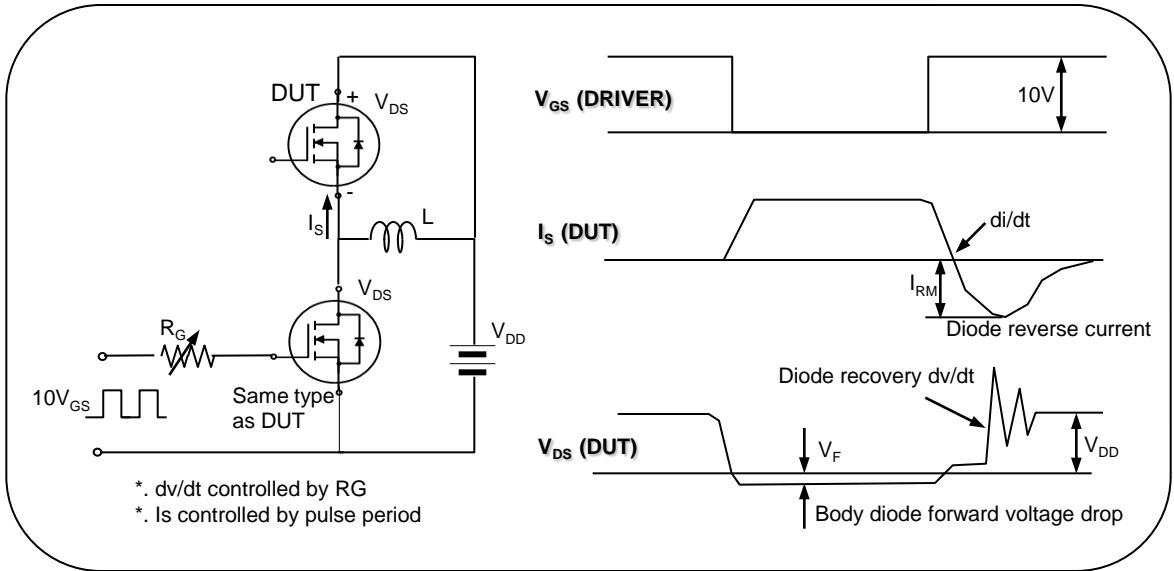 DUT
+
V_DS
-
I_S
L
V_DS
R_G
V_DD
10V_GS
Same type
as DUT
*. dv/dt controlled by RG
*. Is controlled by pulse period
V_GS (DRIVER)
10V
I_S (DUT)
di/dt
I_RM
Diode reverse current
Diode recovery dv/dt
V_DS (DUT)
V_F
V_DD
Body diode forward voltage drop